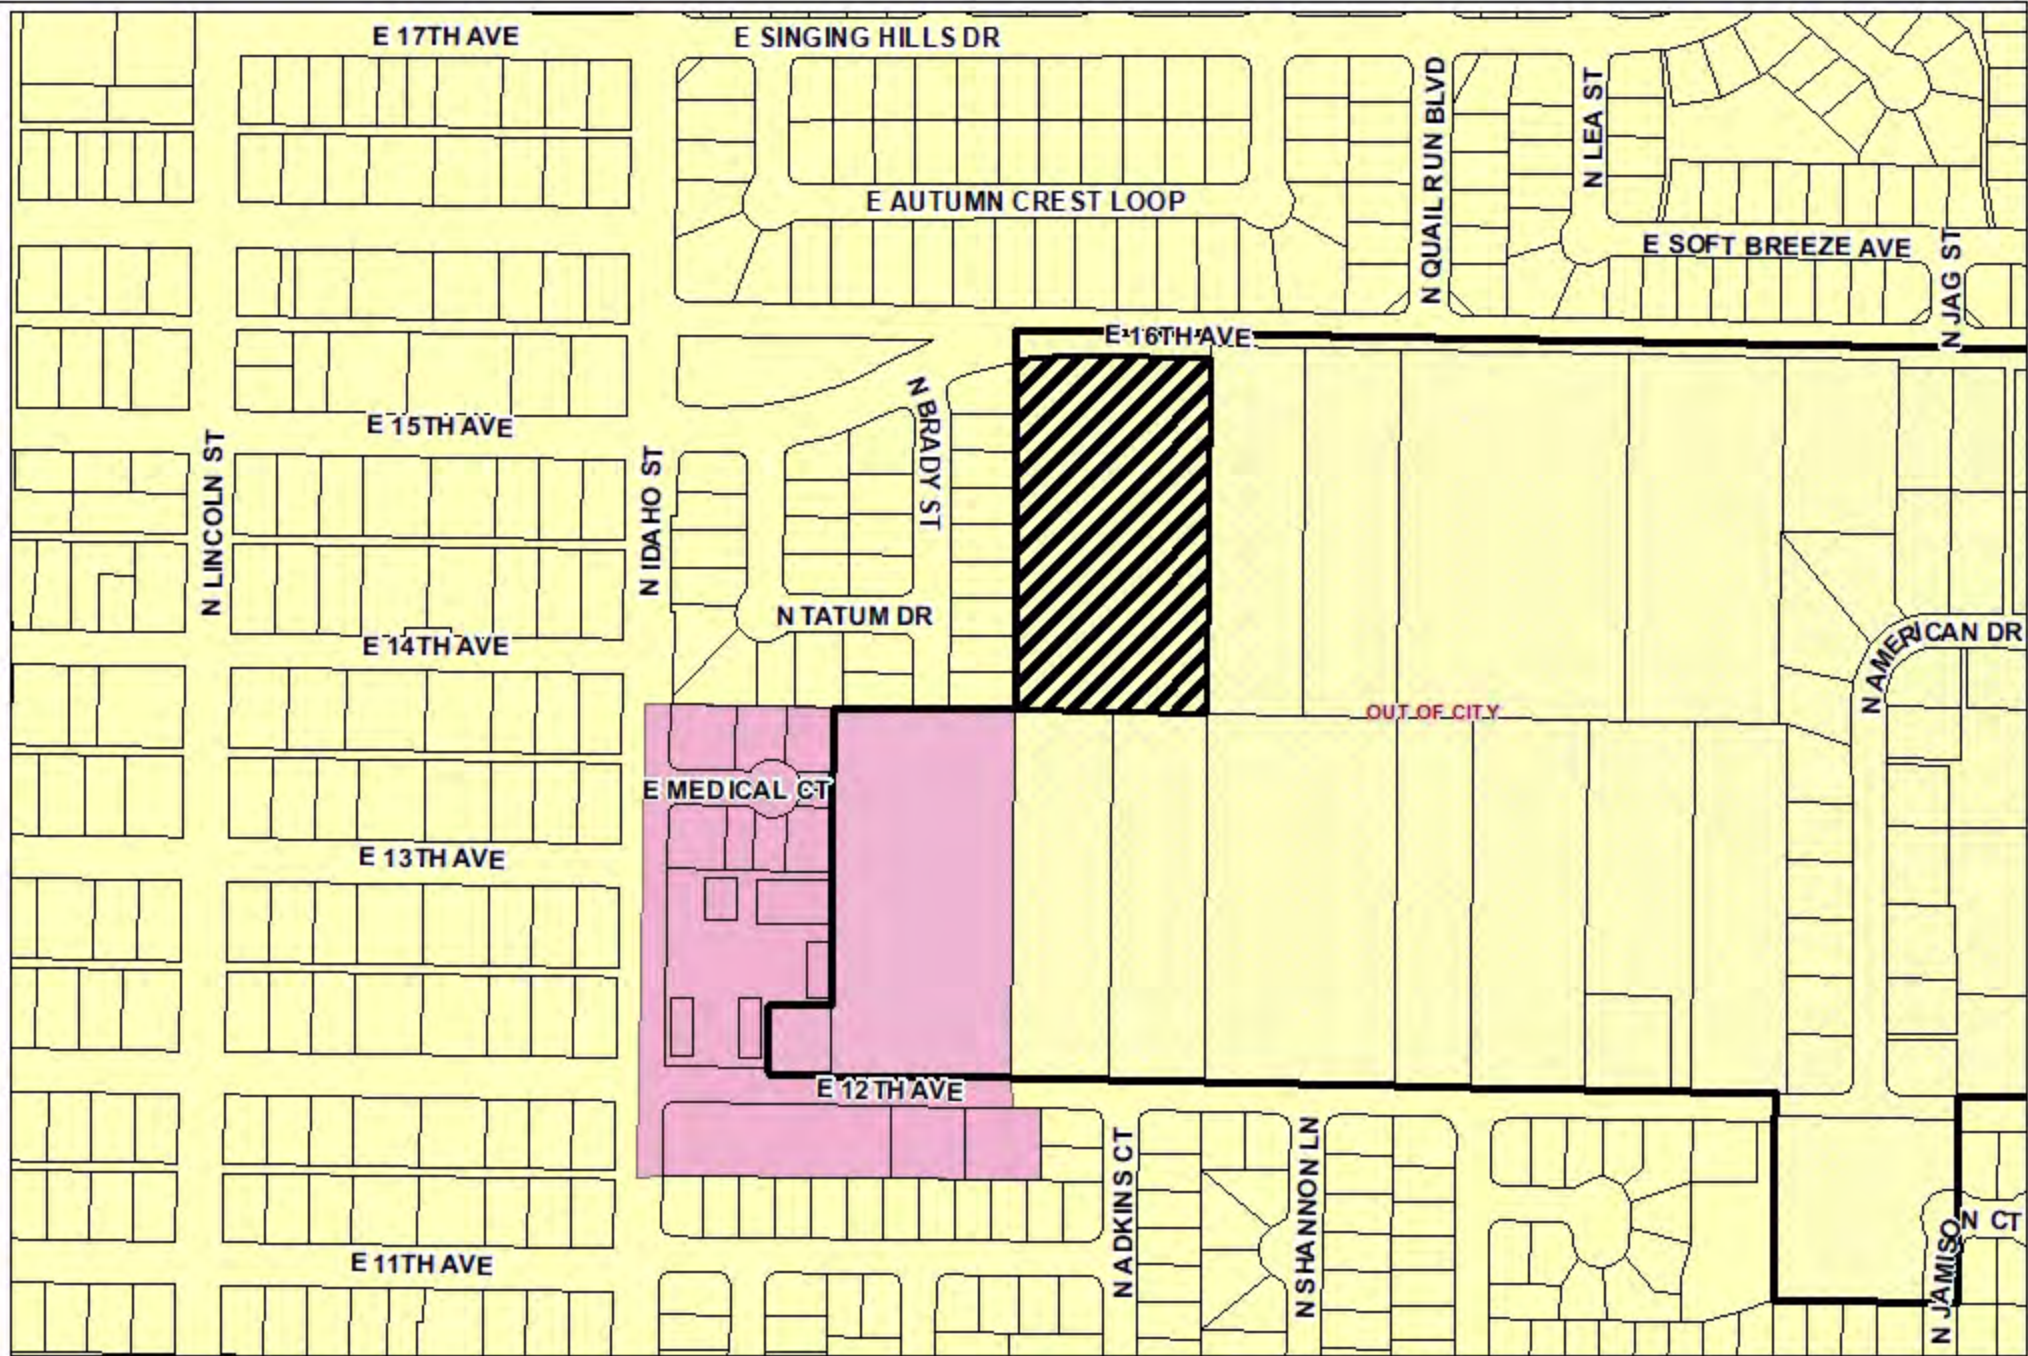 E 17TH AVE
E SINGING HILLS DR
N QUAIL RUN BLVD
N LEA ST
E AUTUMN CREST LOOP
E SOFT BREEZE AVE
N JAG ST
E 16TH AVE
N BRADY ST
E 15TH AVE
N LINCOLN ST
N IDAHO ST
N TATUM DR
E 14TH AVE
N AMERICAN DR
OUT OF CITY
E MEDICAL CT
E 13TH AVE
E 12TH AVE
N ADKINS CT
N SHANNON LN
N JAMISON CT
E 11TH AVE